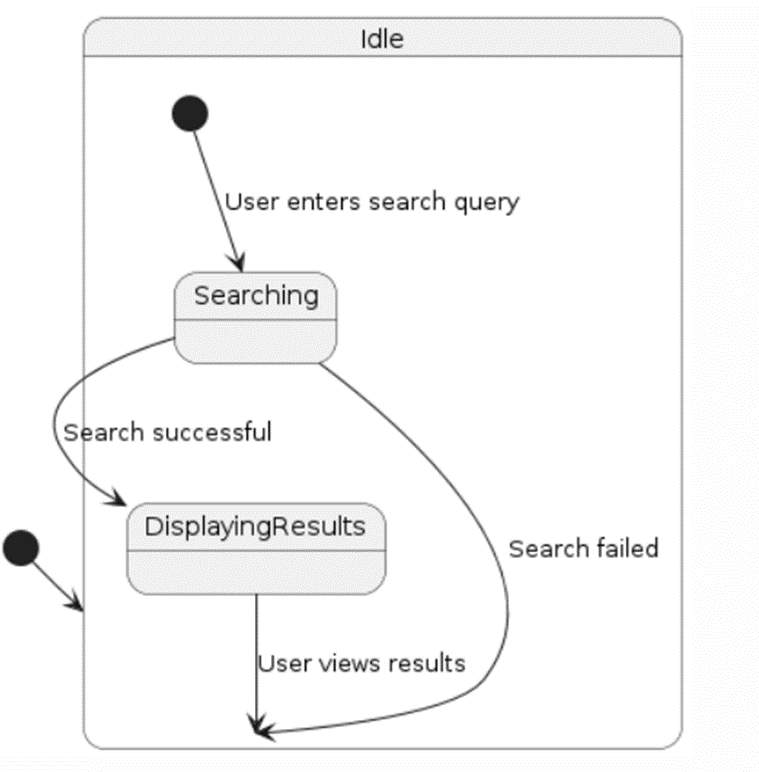 Idle
User enters search query
Searching
Search successful
DisplayingResults
Search failed
User views results